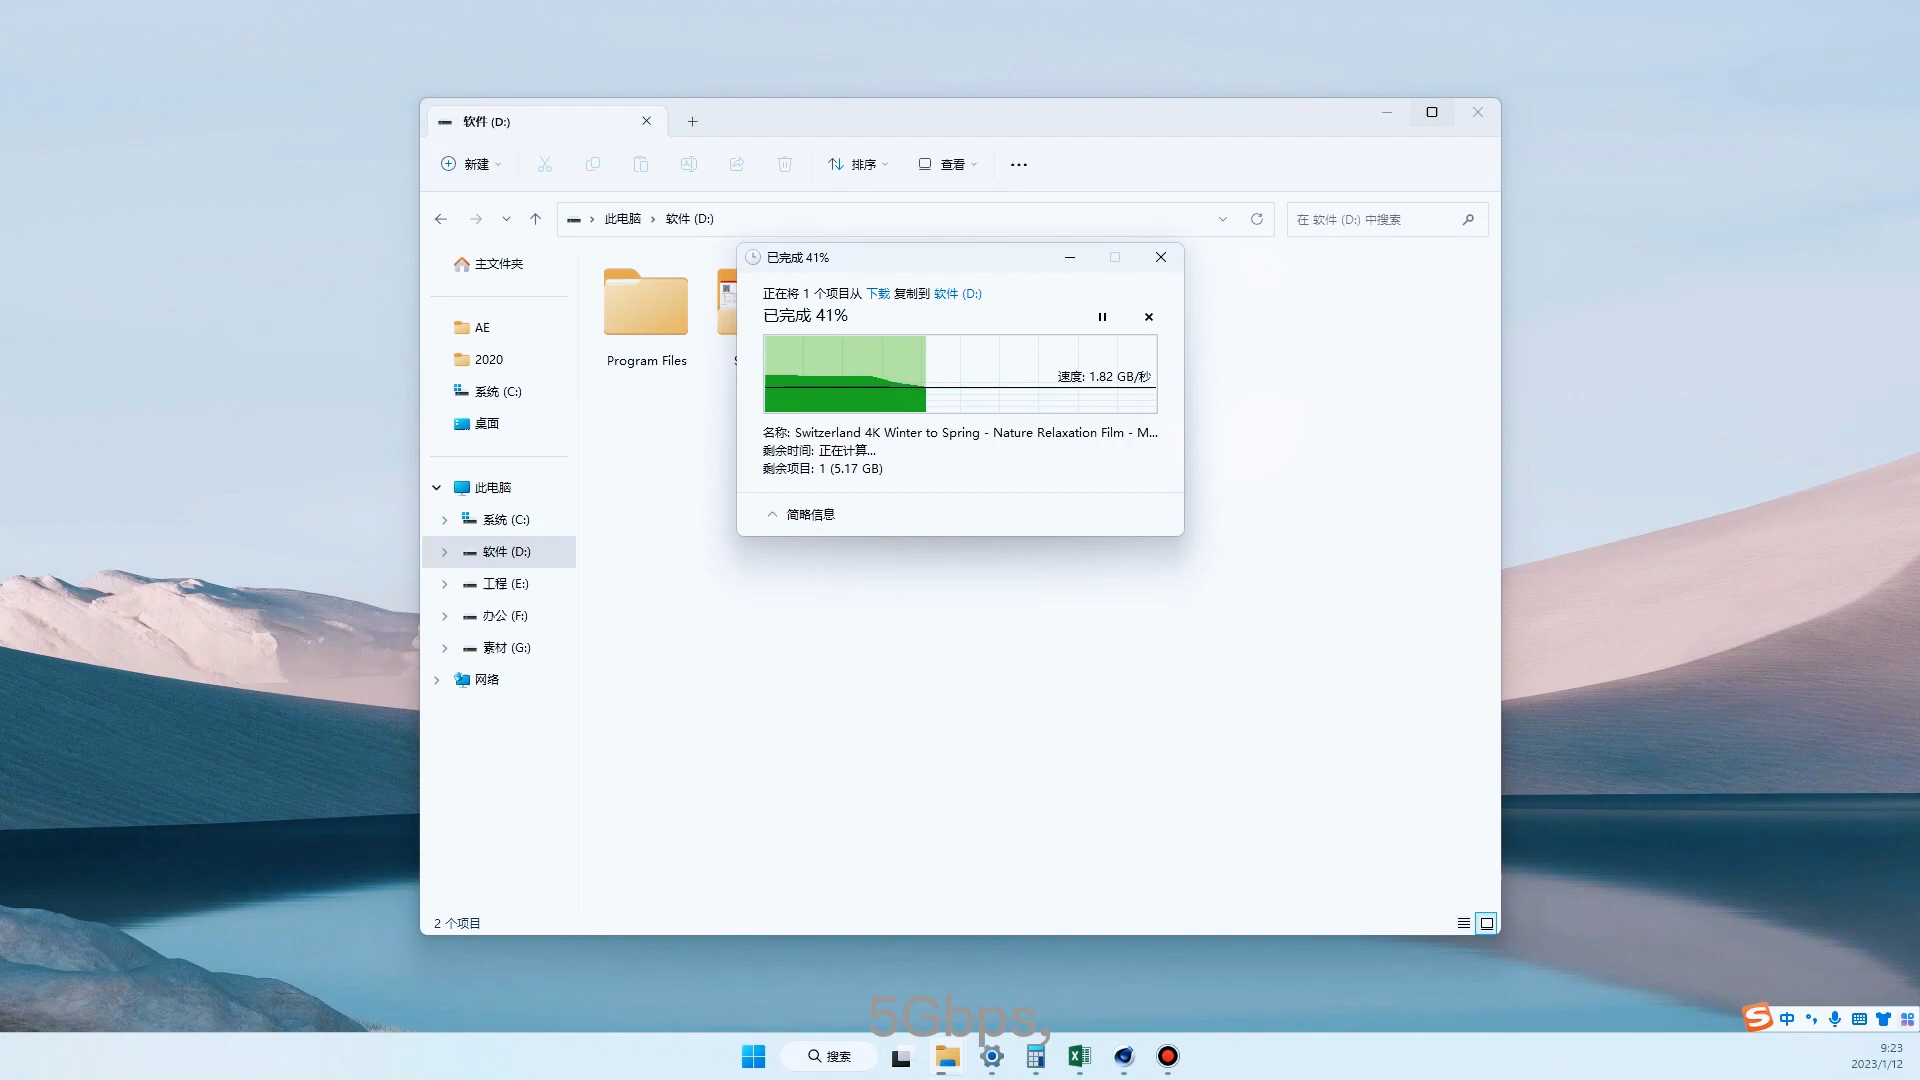 软件 (D:)
新建
排序
查看
此电脑
软件 (D:)
在 软件 (D:) 中搜索
主文件夹
AE
2020
系统 (C:)
桌面
此电脑
系统 (C:)
软件 (D:)
工程 (E:)
办公 (F:)
素材 (G:)
网络
Program Files
已完成 41%
正在将 1 个项目从 下载 复制到 软件 (D:)
已完成 41%
速度: 1.82 GB/秒
名称: Switzerland 4K Winter to Spring - Nature Relaxation Film - M...
剩余时间: 正在计算...
剩余项目: 1 (5.17 GB)
简略信息
2 个项目
5Gbps,
中
搜索
9:23
2023/1/12